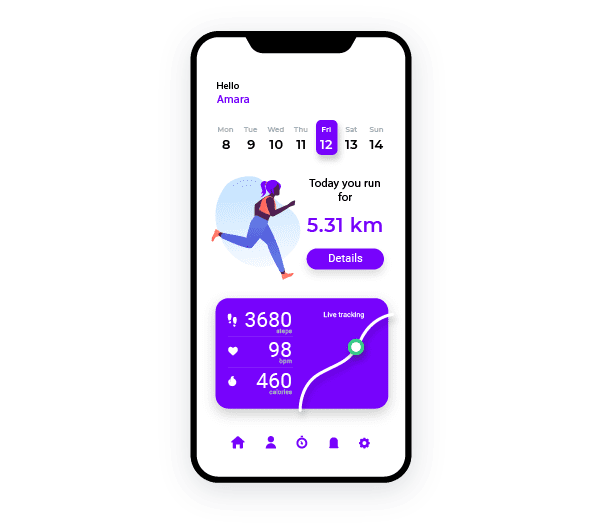 Hello
Amara
Mon Tue Wed Thu Fri Sat Sun
8 9 10 11 12 13 14
Today you run
for
5.31 km
Details
Live tracking
3680
steps
98
bpm
460
calories